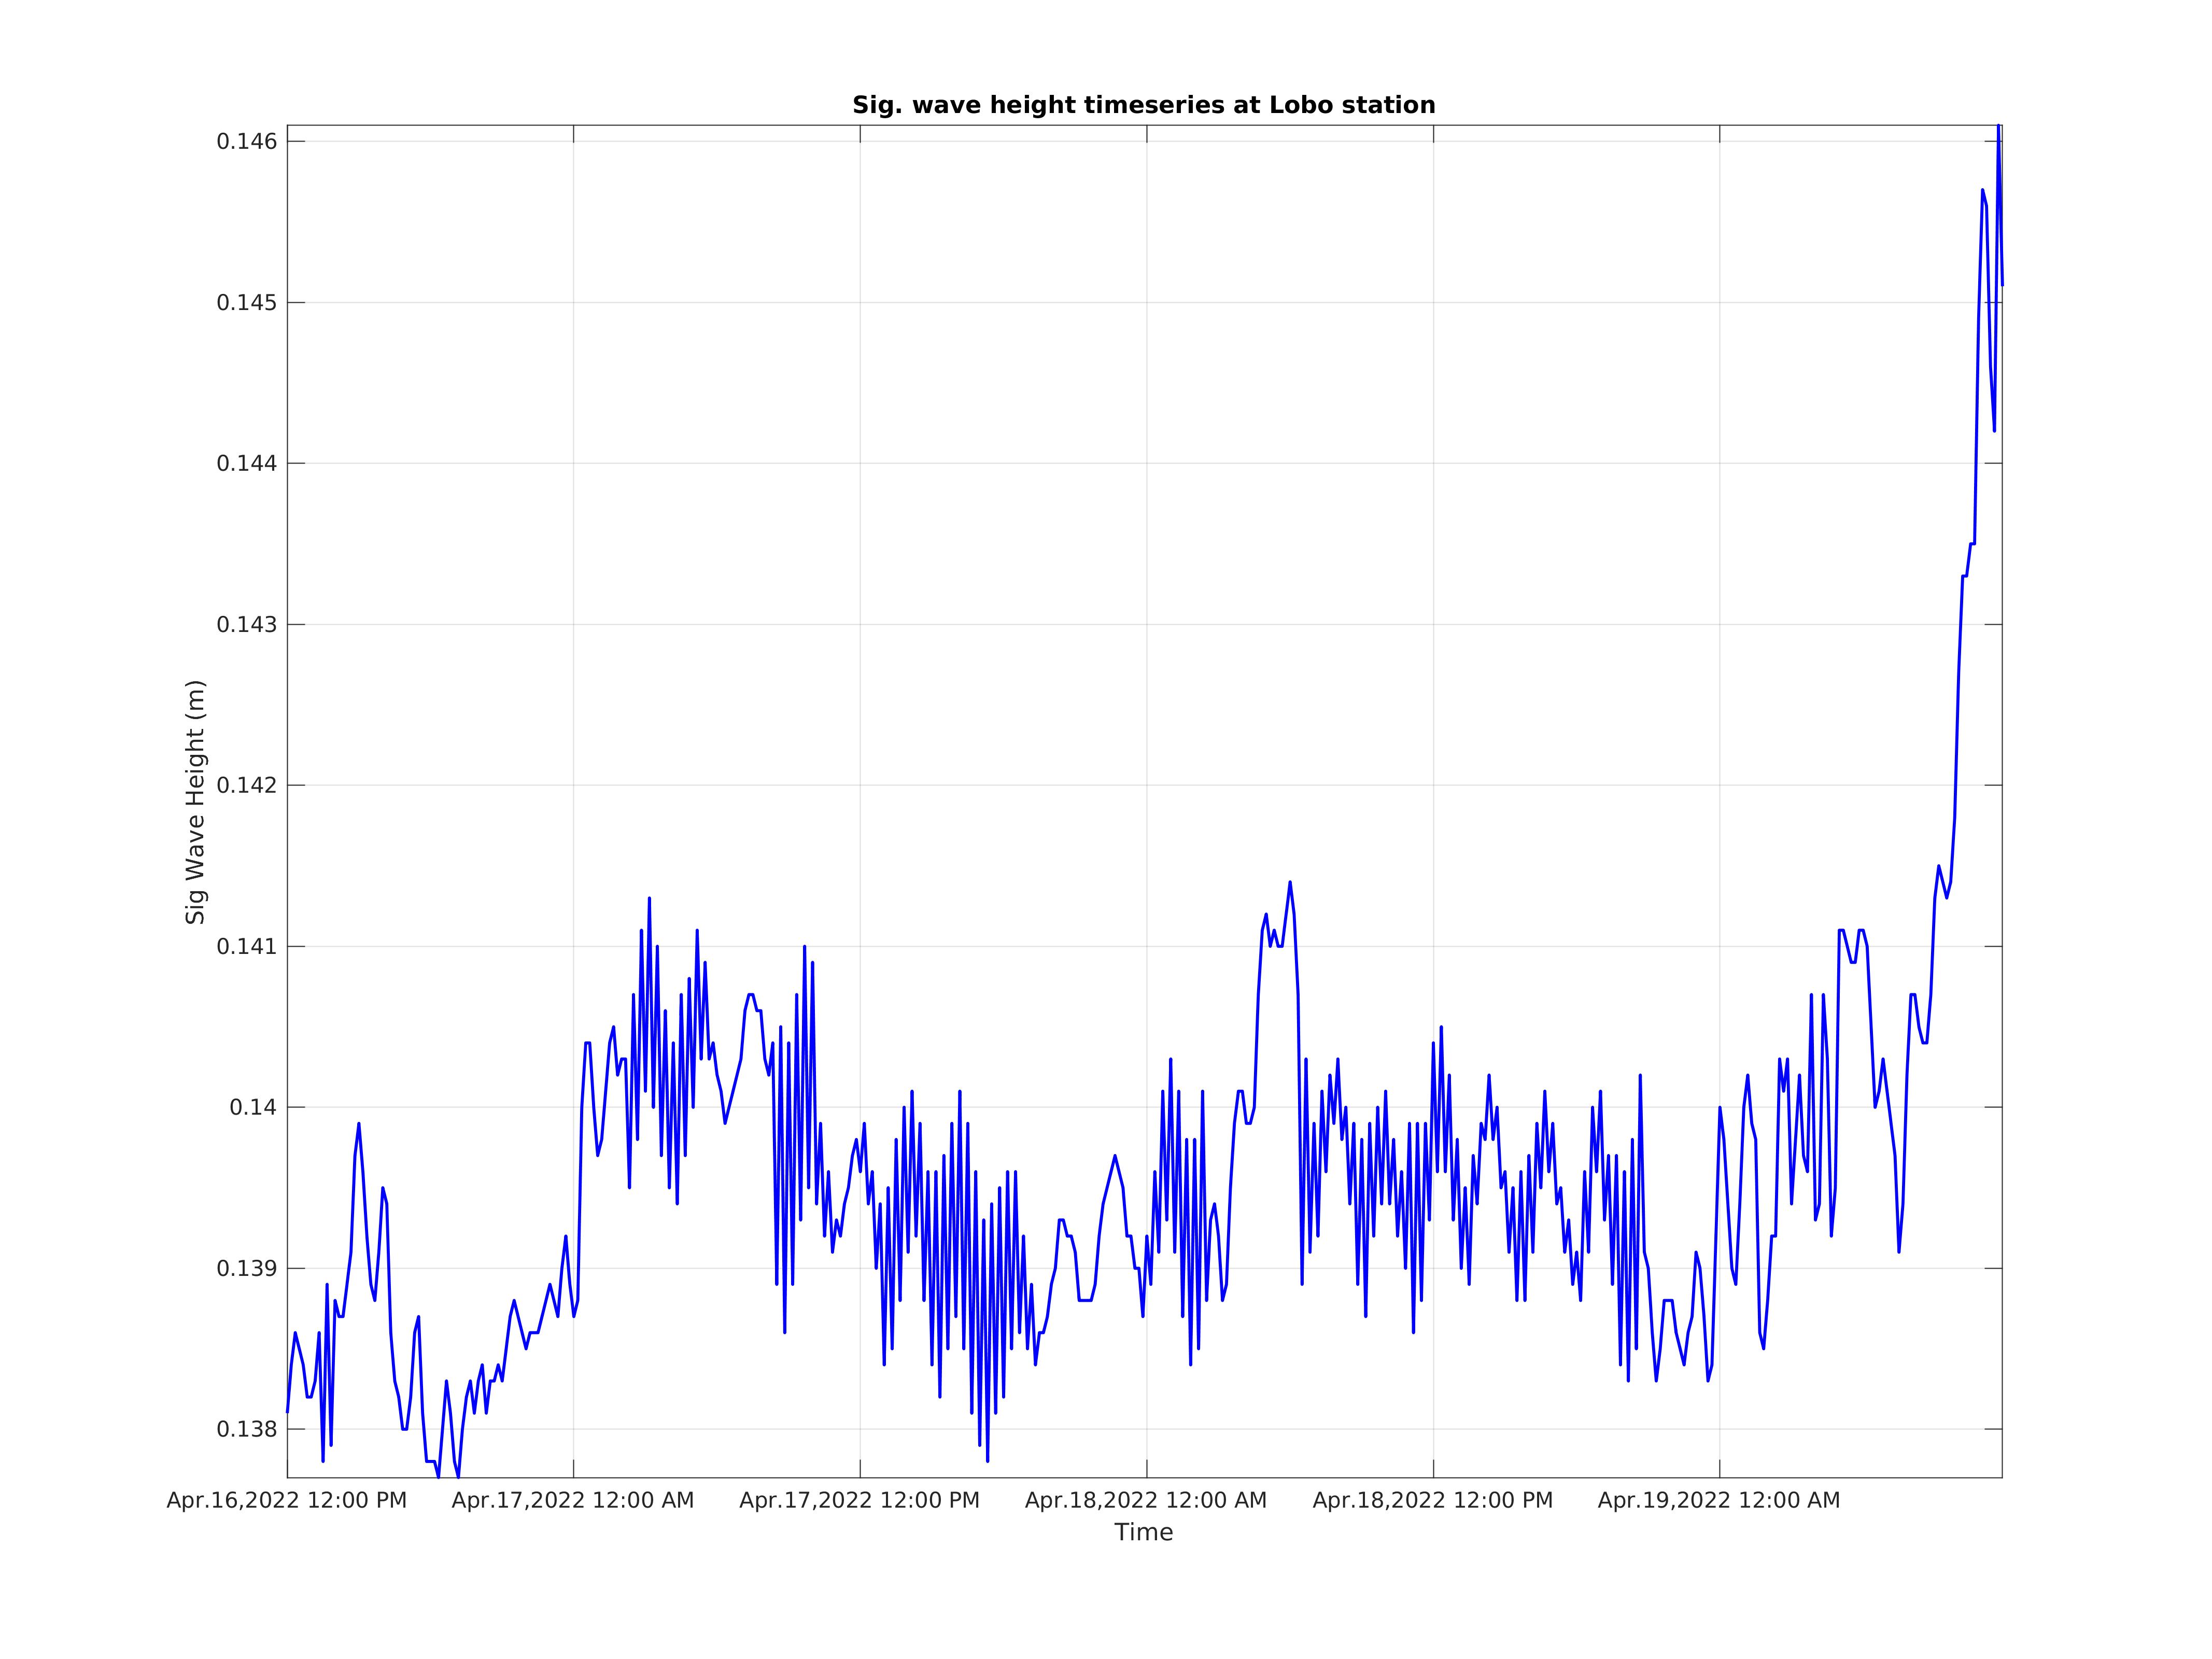 Sig. wave height timeseries at Lobo station
0.146
0.145
0.144
0.143
0.142
0.141
0.14
0.139
0.138
Sig Wave Height (m)
Apr.16,2022 12:00 PM Apr.17,2022 12:00 AM Apr.17,2022 12:00 PM Apr.18,2022 12:00 AM Apr.18,2022 12:00 PM Apr.19,2022 12:00 AM
Time